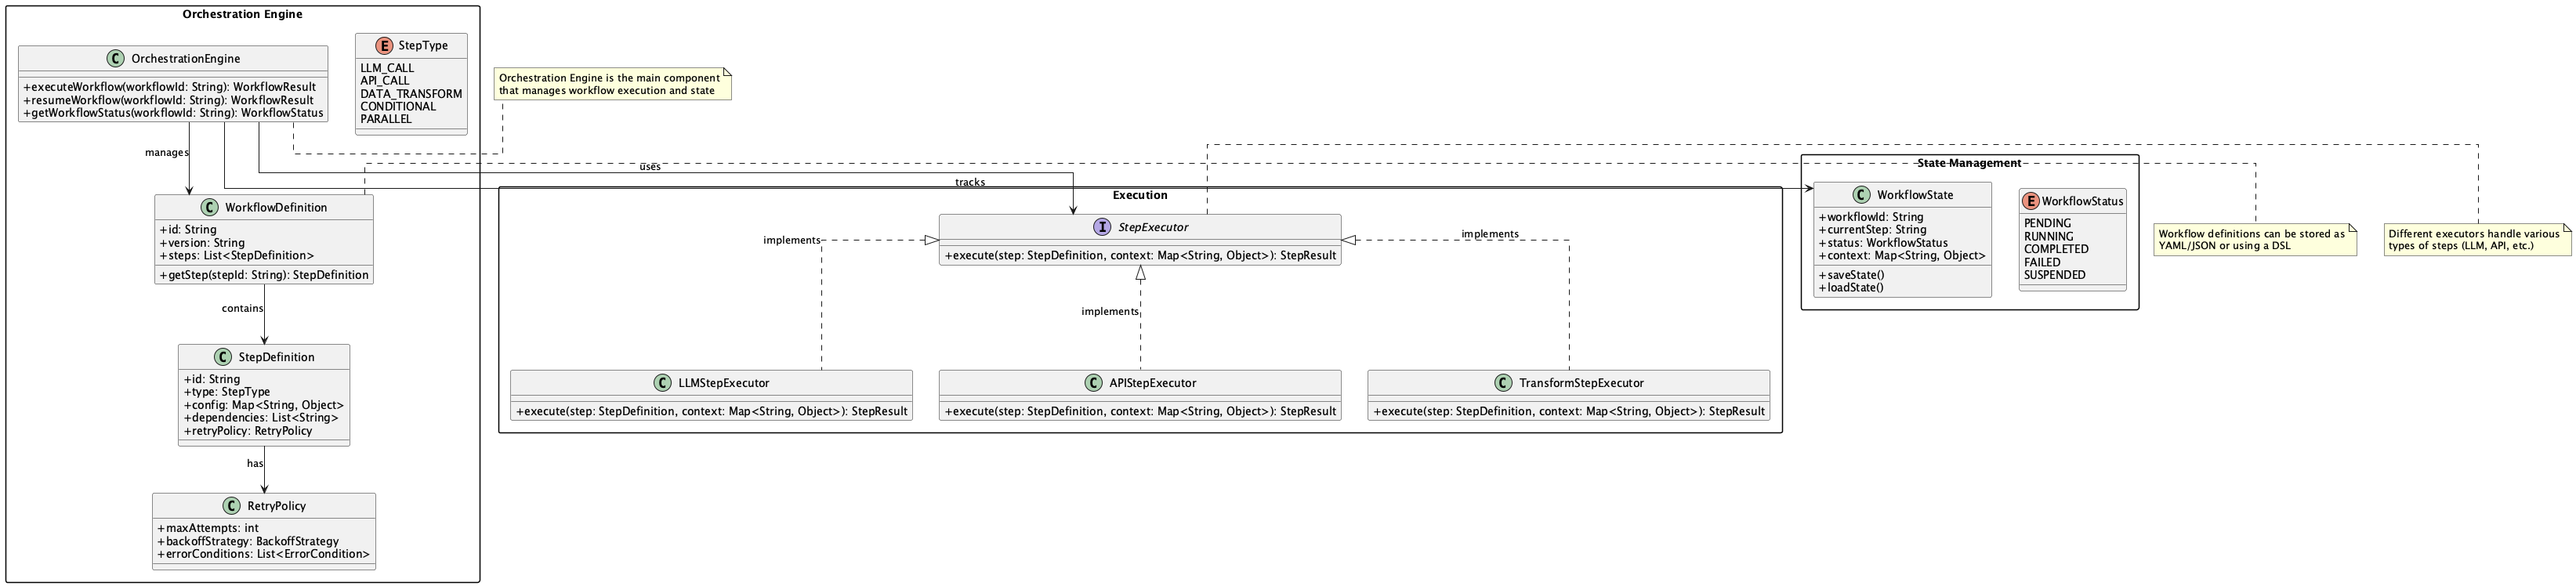 Orchestration Engine
C OrchestrationEngine
+executeWorkflow(workflowId: String): WorkflowResult
+resumeWorkflow(workflowId: String): WorkflowResult
+getWorkflowStatus(workflowId: String): WorkflowStatus
E StepType
LLM_CALL
API_CALL
DATA_TRANSFORM
CONDITIONAL
PARALLEL
Orchestration Engine is the main component
that manages workflow execution and state
manages
uses
tracks
C WorkflowDefinition
+id: String
+version: String
+steps: List<StepDefinition>
+getStep(stepId: String): StepDefinition
contains
C StepDefinition
+id: String
+type: StepType
+config: Map<String, Object>
+dependencies: List<String>
+retryPolicy: RetryPolicy
has
C RetryPolicy
+maxAttempts: int
+backoffStrategy: BackoffStrategy
+errorConditions: List<ErrorCondition>
Execution
I StepExecutor
+execute(step: StepDefinition, context: Map<String, Object>): StepResult
implements
implements
implements
C LLMStepExecutor
+execute(step: StepDefinition, context: Map<String, Object>): StepResult
C APIStepExecutor
+execute(step: StepDefinition, context: Map<String, Object>): StepResult
C TransformStepExecutor
+execute(step: StepDefinition, context: Map<String, Object>): StepResult
State Management
C WorkflowState
+workflowId: String
+currentStep: String
+status: WorkflowStatus
+context: Map<String, Object>
+saveState()
+loadState()
E WorkflowStatus
PENDING
RUNNING
COMPLETED
FAILED
SUSPENDED
Workflow definitions can be stored as
YAML/JSON or using a DSL
Different executors handle various
types of steps (LLM, API, etc.)